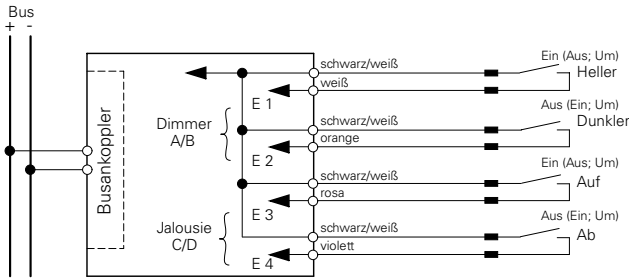 Bus
+ -
Busankoppler
Dimmer
A/B
Jalousie
C/D
E 1
E 2
E 3
E 4
schwarz/weiß
weiß
schwarz/weiß
orange
schwarz/weiß
rosa
schwarz/weiß
violett
Ein (Aus; Um)
Heller
Aus (Ein; Um)
Dunkler
Ein (Aus; Um)
Auf
Aus (Ein; Um)
Ab